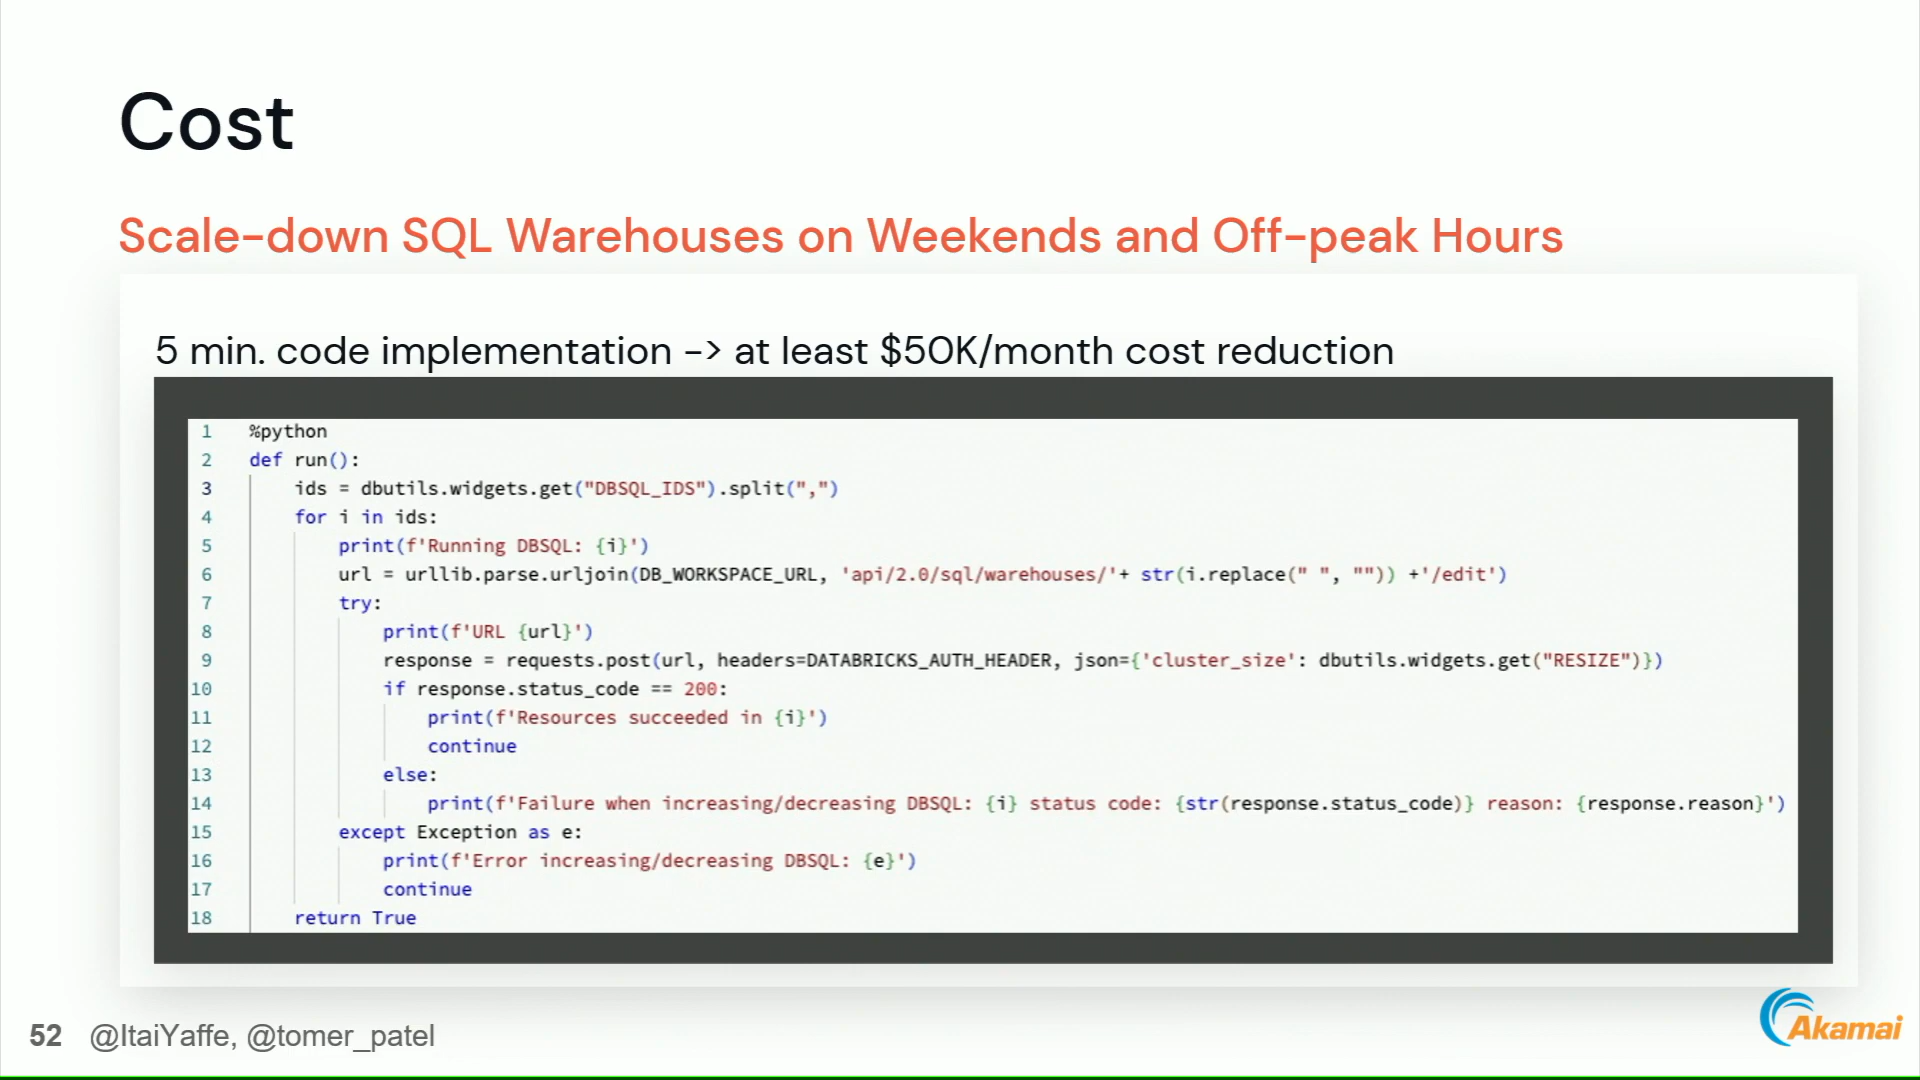 Cost
Scale-down SQL Warehouses on Weekends and Off-peak Hours
5 min. code implementation -> at least $50K/month cost reduction
1 %python
2 def run():
3 ids = dbutils.widgets.get("DBSQL_IDS").split(",")
4 for i in ids:
5 print(f'Running DBSQL: {i}')
6 url = urllib.parse.urljoin(DB_WORKSPACE_URL, 'api/2.0/sql/warehouses/'+ str(i.replace(" ", "")) +'/edit')
7 try:
8 print(f'URL {url}')
9 response = requests.post(url, headers=DATABRICKS_AUTH_HEADER, json={'cluster_size': dbutils.widgets.get("RESIZE")})
10 if response.status_code == 200:
11 print(f'Resources succeeded in {i}')
12 continue
13 else:
14 print(f'Failure when increasing/decreasing DBSQL: {i} status code: {str(response.status_code)} reason: {response.reason}')
15 except Exception as e:
16 print(f'Error increasing/decreasing DBSQL: {e}')
17 continue
18 return True
52 @ItaiYaffe, @tomer_patel
Akamai